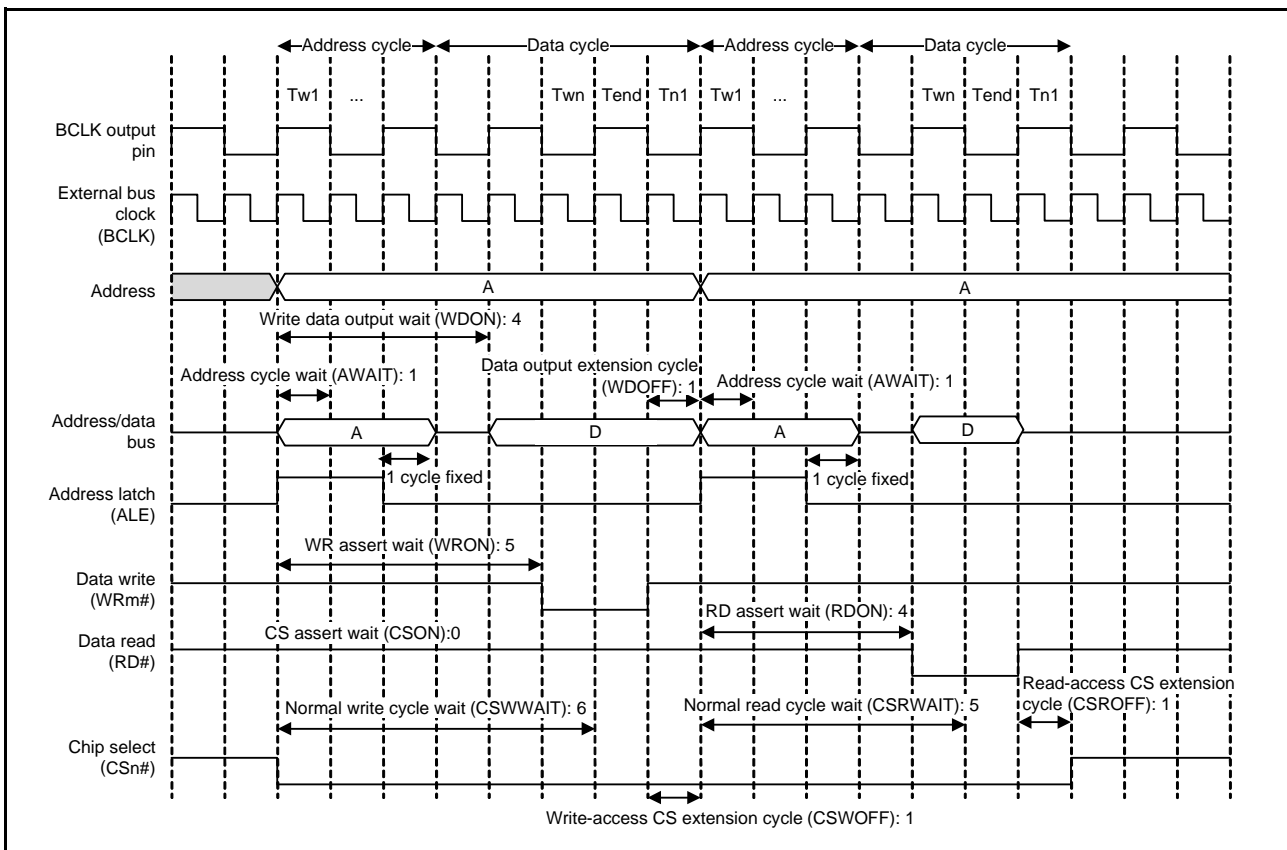 Address cycle Data cycle Address cycle Data cycle
Tw1 ... Twn Tend Tn1 Tw1 ... Twn Tend Tn1
BCLK output
pin
External bus
clock
(BCLK)
Address
A A
Write data output wait (WDON): 4
Data output extension cycle
(WDOFF): 1
Address cycle wait (AWAIT): 1
Address cycle wait (AWAIT): 1
Address/data
bus
A D A D
1 cycle fixed
1 cycle fixed
Address latch
(ALE)
WR assert wait (WRON): 5
Data write
(WRm#)
RD assert wait (RDON): 4
CS assert wait (CSON):0
Data read
(RD#)
Read-access CS extension
cycle (CSROFF): 1
Normal write cycle wait (CSWWAIT): 6
Normal read cycle wait (CSRWAIT): 5
Chip select
(CSn#)
Write-access CS extension cycle (CSWOFF): 1